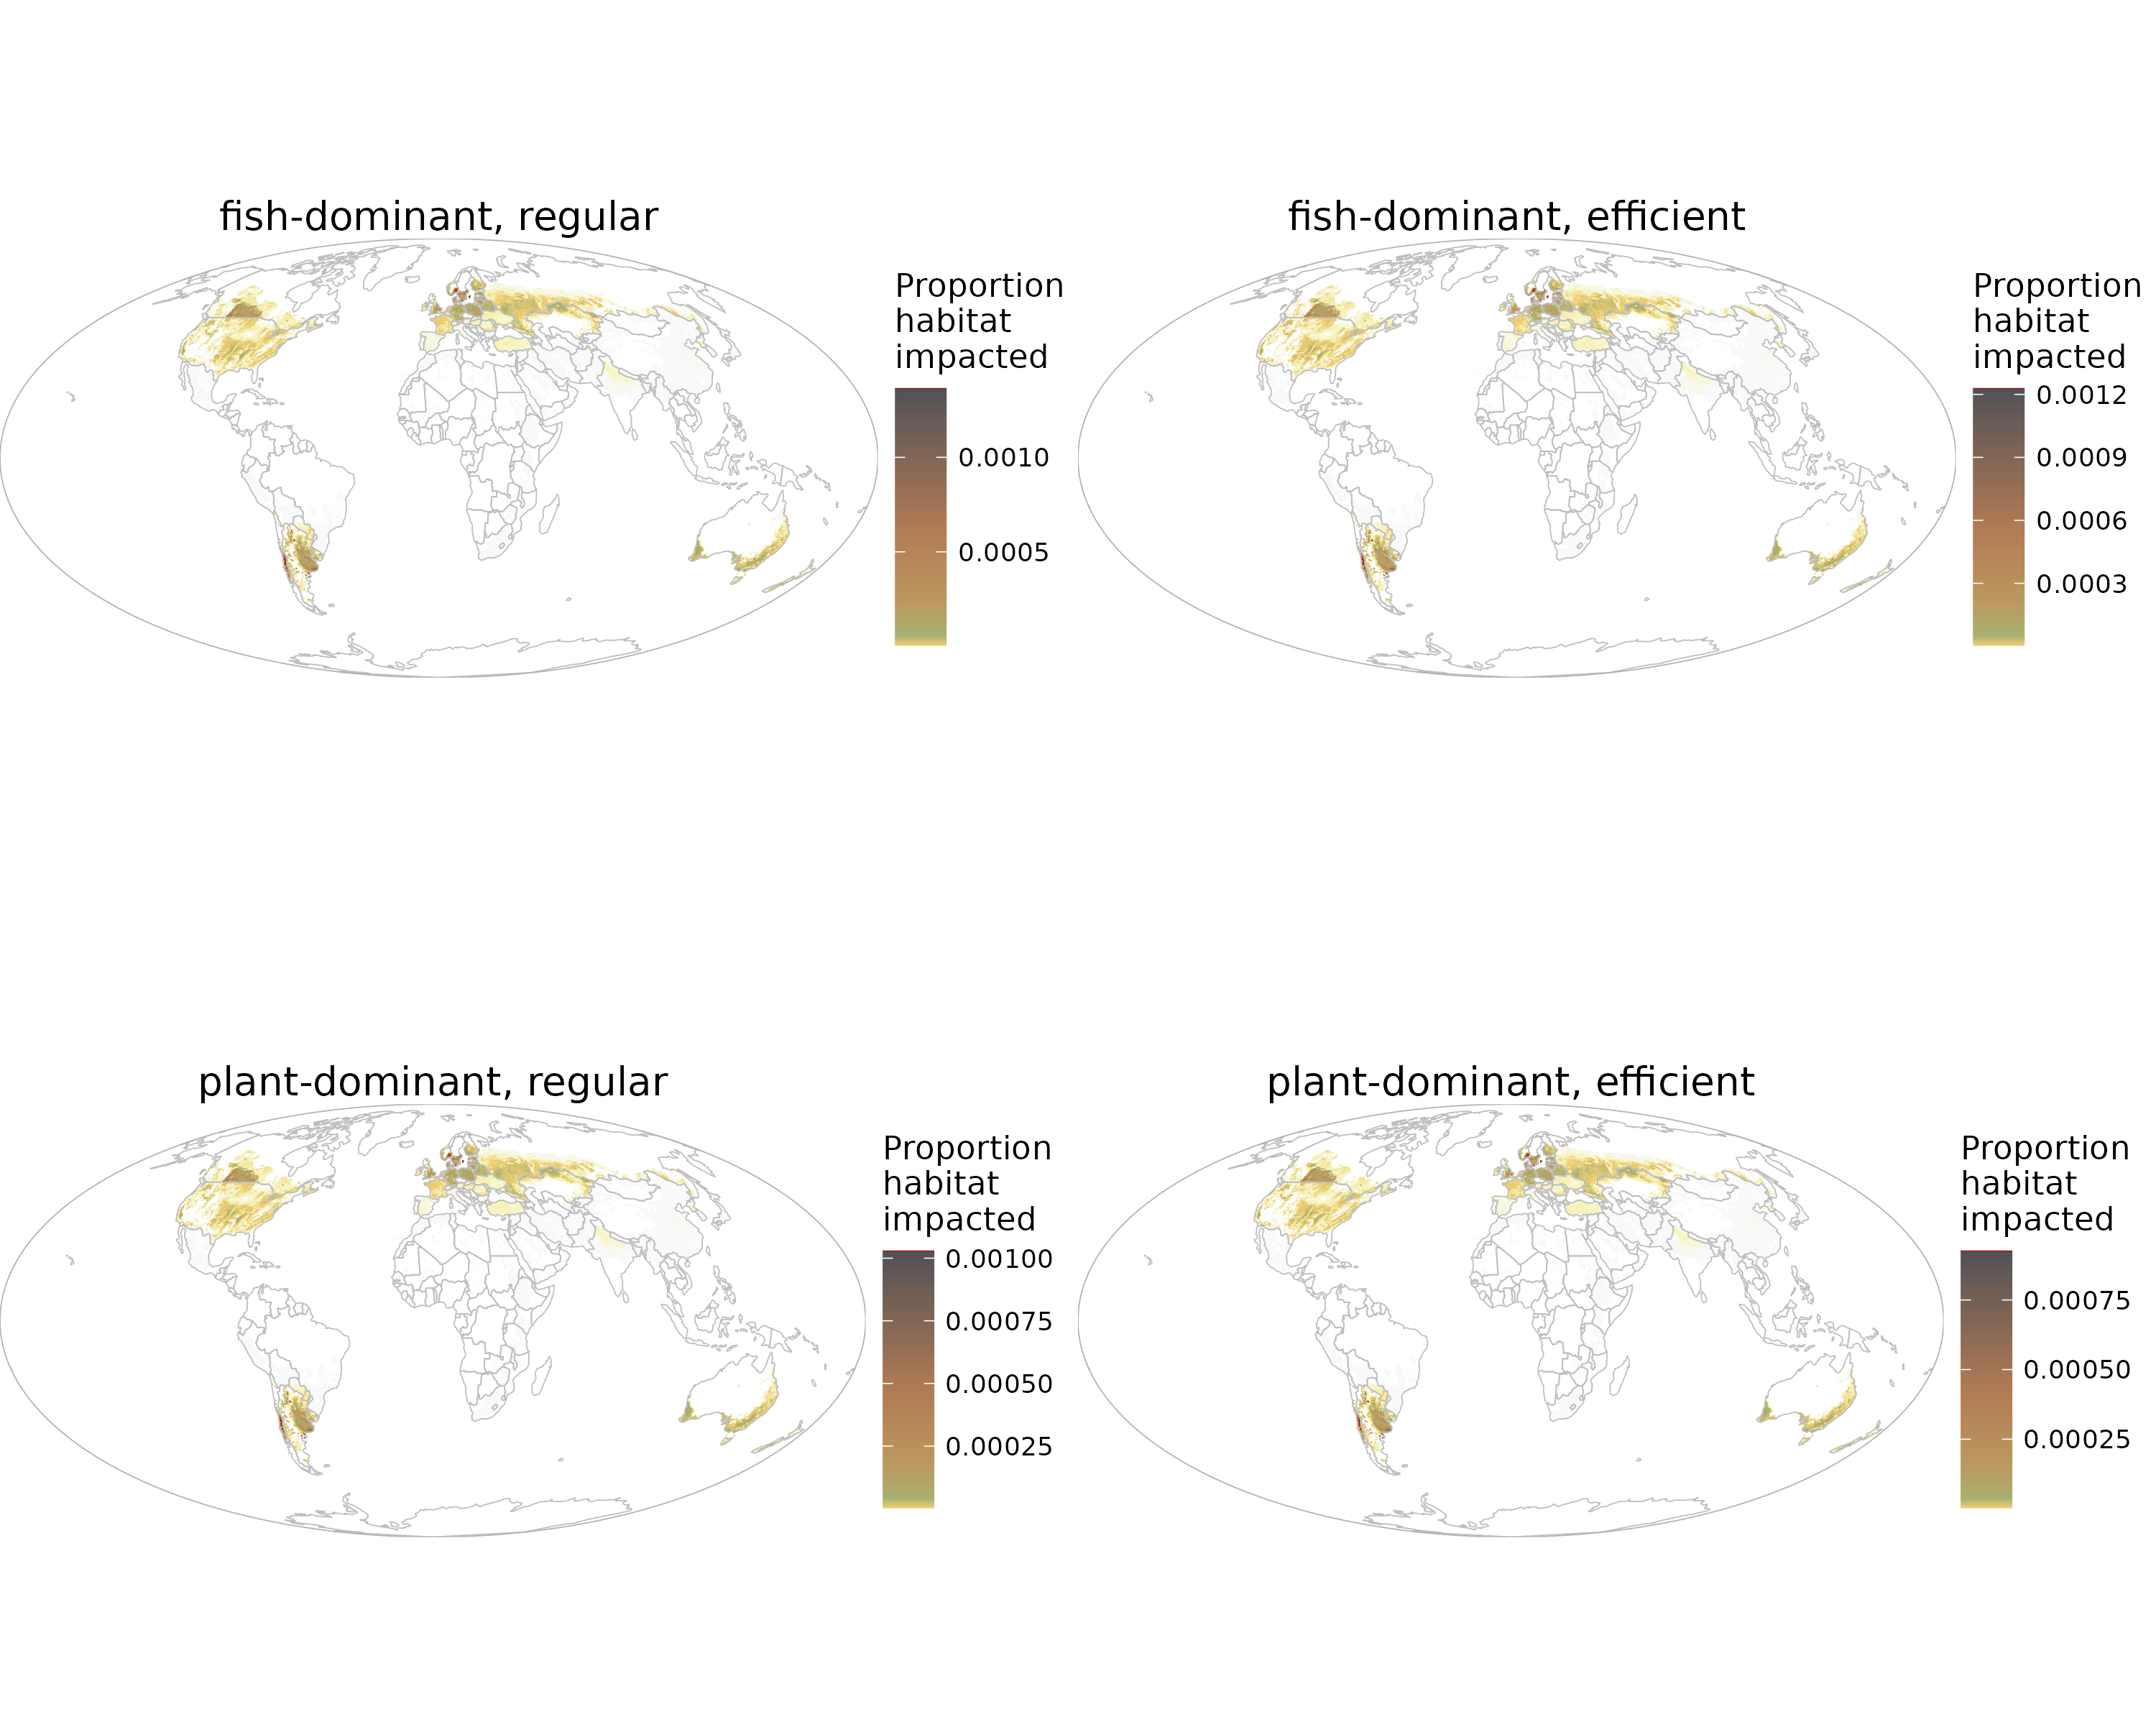 fish-dominant, regular
Proportion
habitat
impacted
0.0010
0.0005
fish-dominant, efficient
Proportion
habitat
impacted
0.0012
0.0009
0.0006
0.0003
plant-dominant, regular
Proportion
habitat
impacted
0.00100
0.00075
0.00050
0.00025
plant-dominant, efficient
Proportion
habitat
impacted
0.00075
0.00050
0.00025